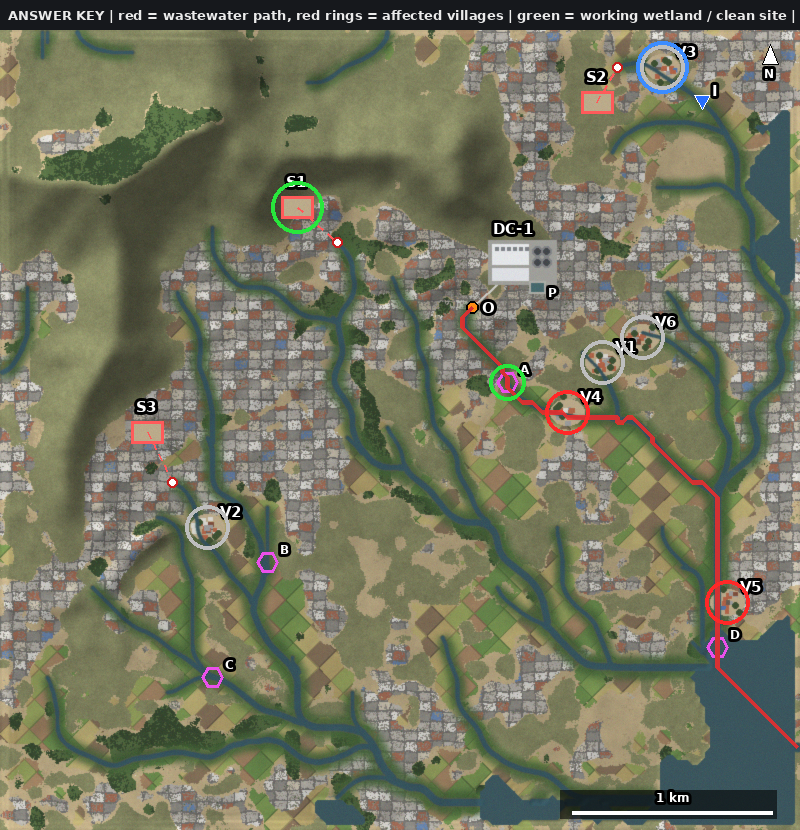 ANSWER KEY | red = wastewater path, red rings = affected villages | green = working wetland / clean site |
V3
N
S2
I
S1
DC-1
P
O
V6
V1
A
V4
S3
V2
B
V5
D
C
1 km